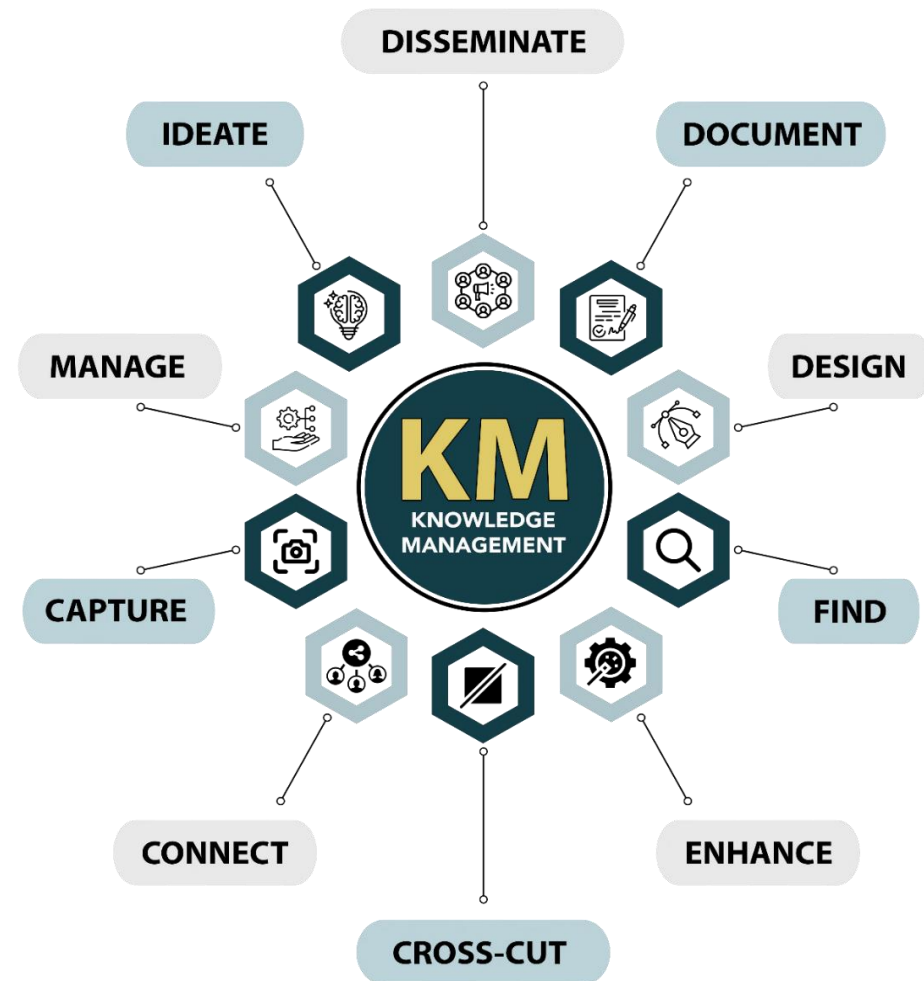 DISSEMINATE
IDEATE
DOCUMENT
MANAGE
DESIGN
KM
KNOWLEDGE
MANAGEMENT
CAPTURE
FIND
CONNECT
ENHANCE
CROSS-CUT